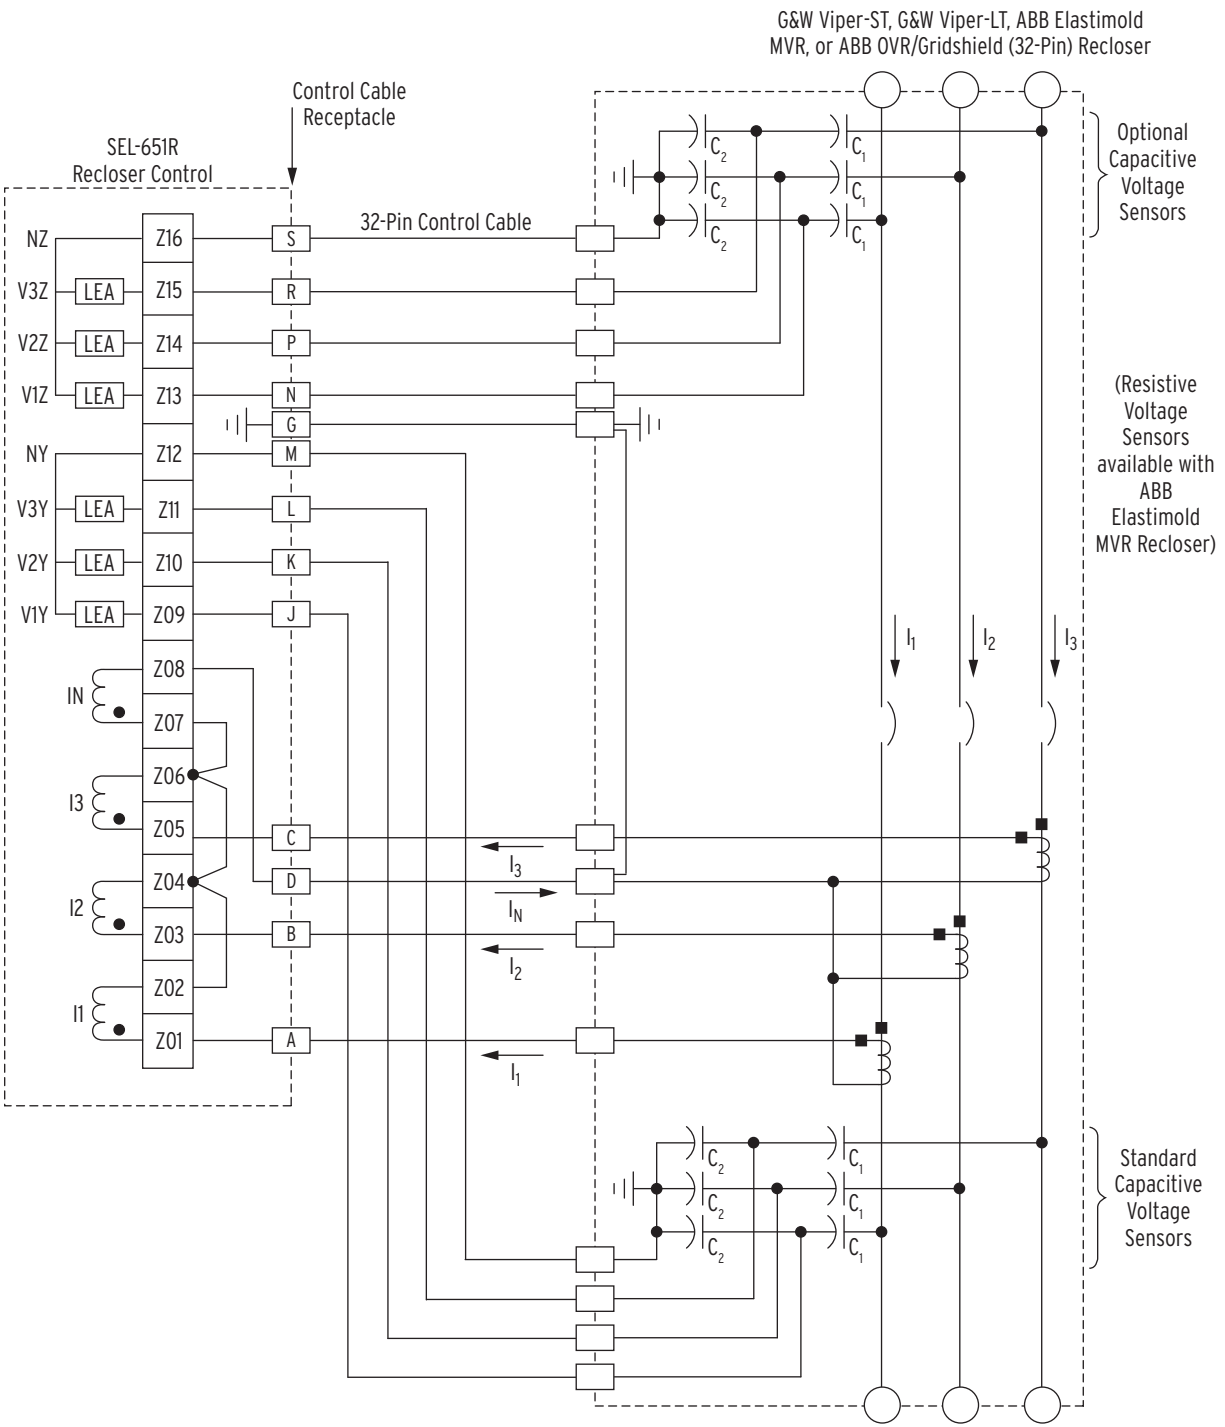 G&W Viper-ST, G&W Viper-LT, ABB Elastimold
MVR, or ABB OVR/Gridshield (32-Pin) Recloser
Control Cable
Receptacle
SEL-651R
Recloser Control
32-Pin Control Cable
Optional
Capacitive
Voltage
Sensors
C2
C1
C2
C1
C2
C1
NZ
Z16
S
V3Z
LEA
Z15
R
V2Z
LEA
Z14
P
V1Z
LEA
Z13
N
G
NY
Z12
M
V3Y
LEA
Z11
L
V2Y
LEA
Z10
K
V1Y
LEA
Z09
J
(Resistive
Voltage
Sensors
available with
ABB
Elastimold
MVR Recloser)
I1
I2
I3
IN
Z08
Z07
I3
Z06
Z05
C
I3
I2
Z04
D
IN
Z03
B
I2
I1
Z02
Z01
A
I1
C2
C1
C2
C1
C2
C1
Standard
Capacitive
Voltage
Sensors